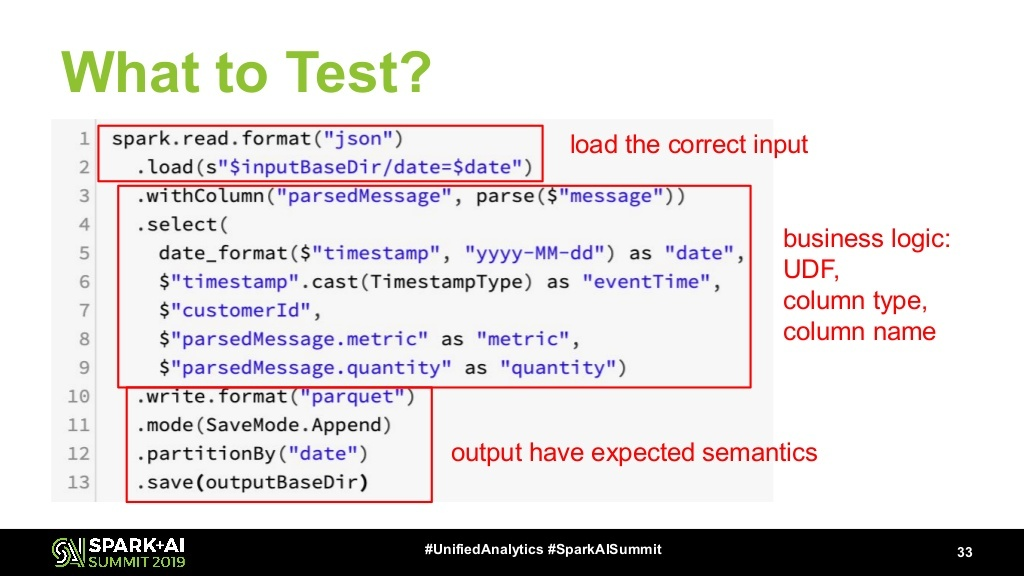 What to Test?
1 spark.read.format("json")
2 .load(s"$inputBaseDir/date=$date")
load the correct input
3 .withColumn("parsedMessage", parse($"message"))
4 .select(
5 date_format($"timestamp", "yyyy-MM-dd") as "date",
6 $"timestamp".cast(TimestampType) as "eventTime",
7 $"customerId",
8 $"parsedMessage.metric" as "metric",
9 $"parsedMessage.quantity" as "quantity")
business logic:
UDF,
column type,
column name
10 .write.format("parquet")
11 .mode(SaveMode.Append)
12 .partitionBy("date")
13 .save(outputBaseDir)
output have expected semantics
SPARK+AI
SUMMIT 2019
#UnifiedAnalytics #SparkAISummit
33